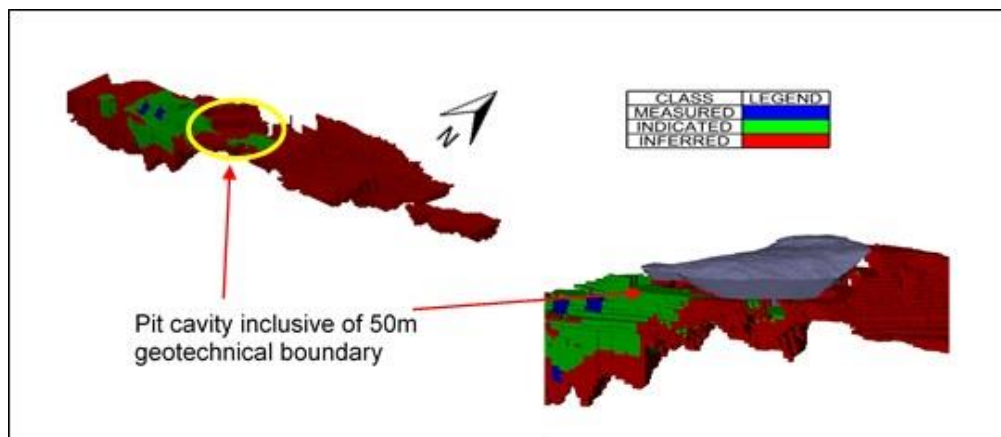 N
CLASS LEGEND
MEASURED
INDICATED
INFERRED
Pit cavity inclusive of 50m
geotechnical boundary